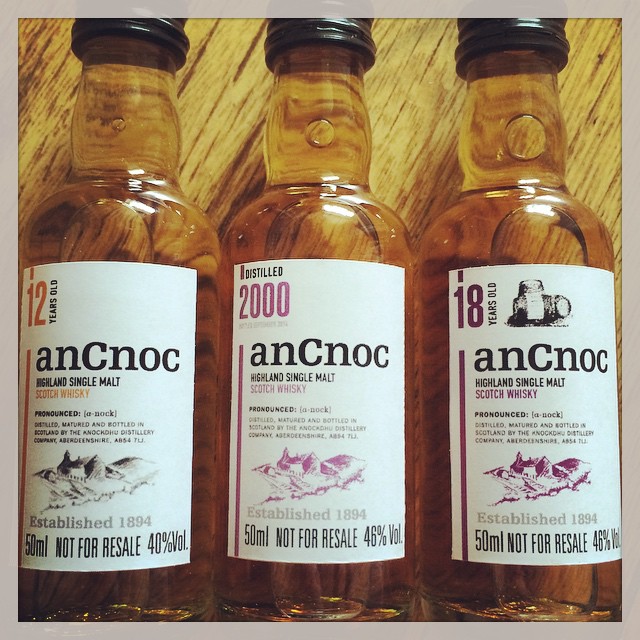 12
YEARS OLD
anCnoc
HIGHLAND SINGLE MALT
SCOTCH WHISKY
PRONOUNCED: [a·nock]
DISTILLED, MATURED AND BOTTLED IN
SCOTLAND BY THE KNOCKDHU DISTILLERY
COMPANY, ABERDEENSHIRE, AB54 7LJ.
Established 1894
50ml NOT FOR RESALE 40%Vol.
DISTILLED
2000
anCnoc
HIGHLAND SINGLE MALT
SCOTCH WHISKY
PRONOUNCED: [a·nock]
DISTILLED, MATURED AND BOTTLED IN
SCOTLAND BY THE KNOCKDHU DISTILLERY
COMPANY, ABERDEENSHIRE, AB54 7LJ.
Established 1894
50ml NOT FOR RESALE 46%Vol.
18
YEARS OLD
anCnoc
HIGHLAND SINGLE MALT
SCOTCH WHISKY
PRONOUNCED: [a·nock]
DISTILLED, MATURED AND BOTTLED IN
SCOTLAND BY THE KNOCKDHU DISTILLERY
COMPANY, ABERDEENSHIRE, AB54 7LJ.
Established 1894
50ml NOT FOR RESALE 46%Vol.